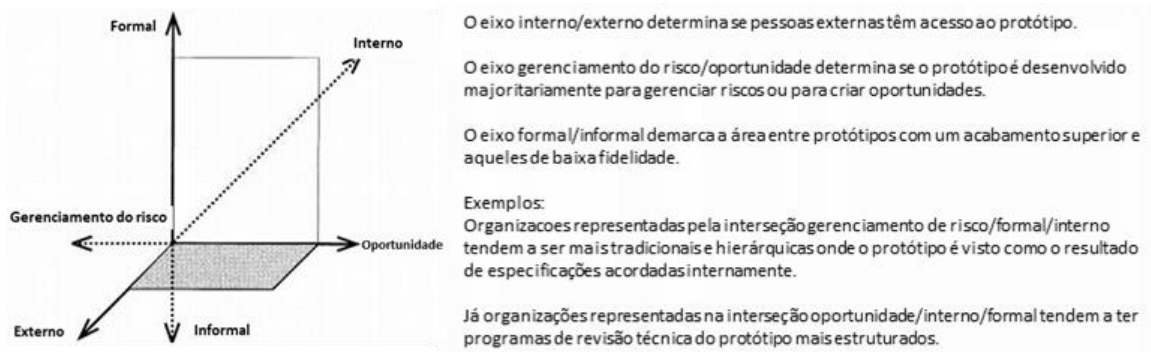 Formal
Interno
Gerenciamento do risco
Oportunidade
Externo
Informal
O eixo interno/externo determina se pessoas externas têm acesso ao protótipo.
O eixo gerenciamento do risco/oportunidade determina se o protótipo é desenvolvido
majoritariamente para gerenciar riscos ou para criar oportunidades.
O eixo formal/informal demarca a área entre protótipos com um acabamento superior e
aqueles de baixa fidelidade.
Exemplos:
Organizacoes representadas pela interseção gerenciamento de risco/formal/interno
tendem a ser mais tradicionais e hierárquicas onde o protótipo é visto como o resultado
de especificações acordadas internamente.
Já organizações representadas na interseção oportunidade/interno/formal tendem a ter
programas de revisão técnica do protótipo mais estruturados.